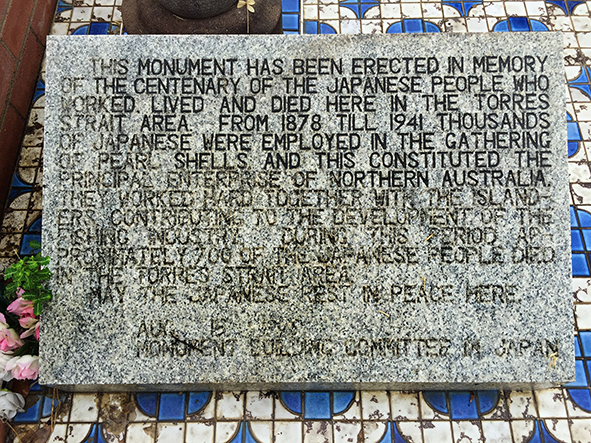 THIS MONUMENT HAS BEEN ERECTED IN MEMORY
OF THE CENTENARY OF THE JAPANESE PEOPLE WHO
WORKED LIVED AND DIED HERE IN THE TORRES
STRAIT AREA. FROM 1878 TILL 1941 THOUSANDS
OF JAPANESE WERE EMPLOYED IN THE GATHERING
OF PEARL SHELLS AND THIS CONSTITUTED THE
PRINCIPAL ENTERPRISE OF NORTHERN AUSTRALIA.
THEY WORKED HARD TOGETHER WITH THE ISLAND-
ERS CONTRIBUTING TO THE DEVELOPMENT OF THE
FISHING INDUSTRY. DURING THIS PERIOD AP-
PROXIMATELY 700 OF THE JAPANESE PEOPLE DIED
IN THE TORRES STRAIT AREA.
MAY THE JAPANESE REST IN PEACE HERE.
AUG. 15
MONUMENT BUILDING COMMITTEE IN JAPAN